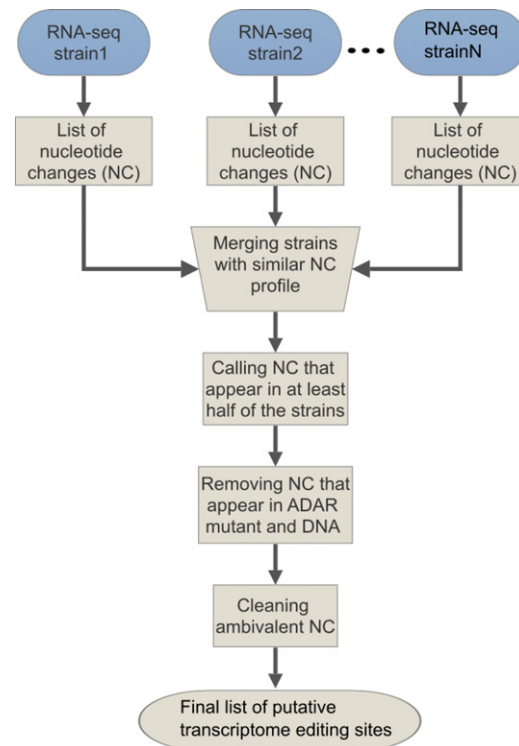 RNA-seq
strain1
RNA-seq
strain2
RNA-seq
strainN
List of
nucleotide
changes (NC)
List of
nucleotide
changes (NC)
List of
nucleotide
changes (NC)
Merging strains
with similar NC
profile
Calling NC that
appear in at least
half of the strains
Removing NC that
appear in ADAR
mutant and DNA
Cleaning
ambivalent NC
Final list of putative
transcriptome editing sites